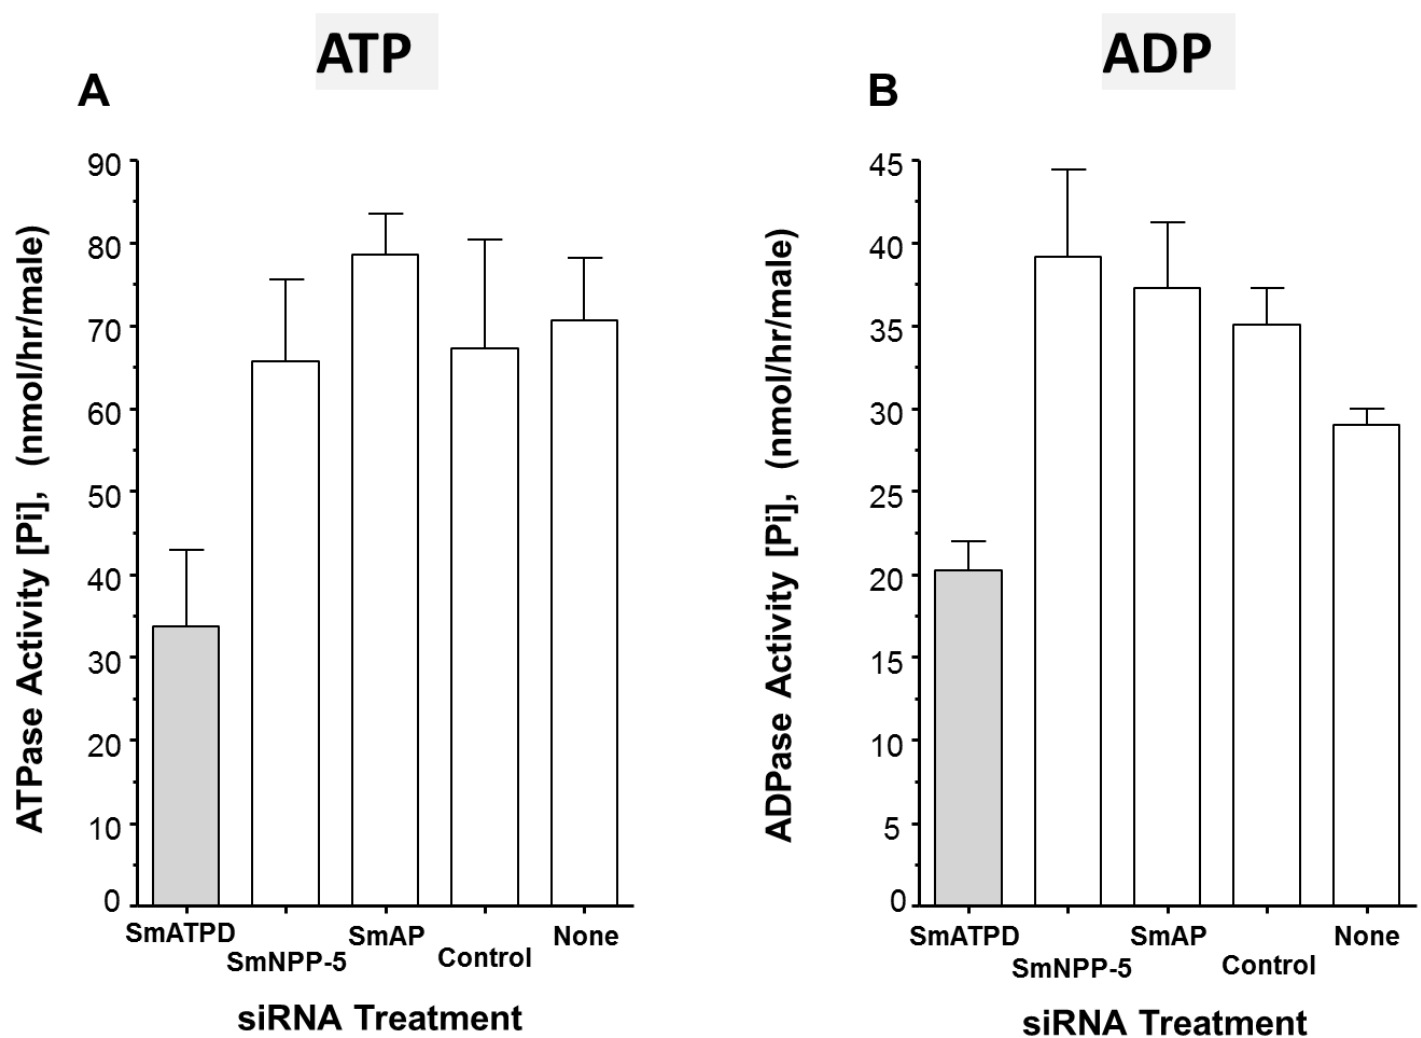 ATP
A
90
80
70
60
50
40
30
20
10
0
ATPase Activity [Pi], (nmol/hr/male)
SmATPD
SmNPP-5
SmAP
Control
None
siRNA Treatment
ADP
B
45
40
35
30
25
20
15
10
5
0
ADPase Activity [Pi], (nmol/hr/male)
SmATPD
SmNPP-5
SmAP
Control
None
siRNA Treatment